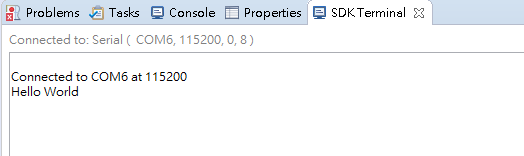 Problems Tasks Console Properties SDK Terminal
Connected to: Serial ( COM6, 115200, 0, 8 )
Connected to COM6 at 115200
Hello World